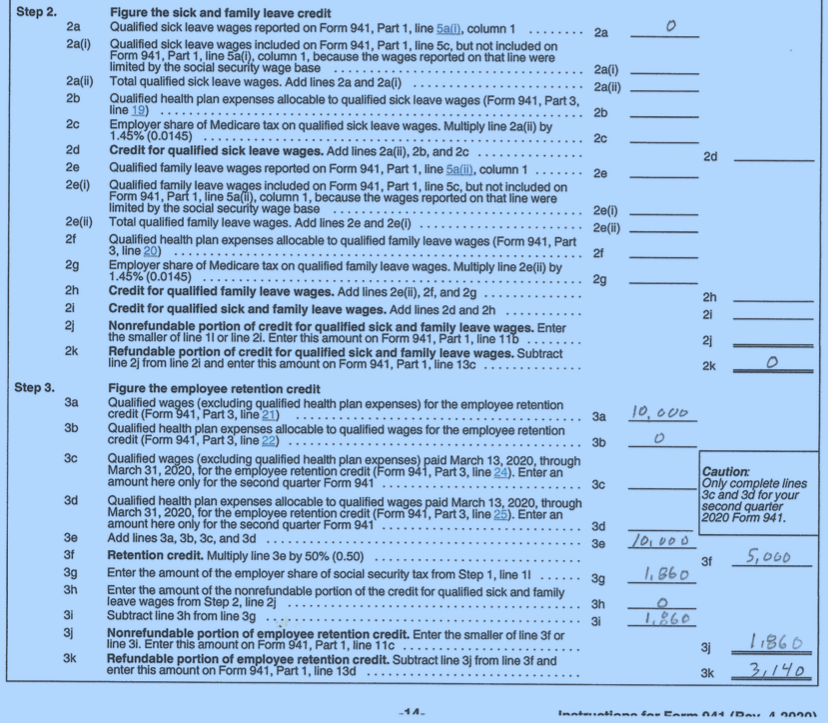 Step 2. Figure the sick and family leave credit
2a Qualified sick leave wages reported on Form 941, Part 1, line 5a(i), column 1 ........ 2a 0
2a(i) Qualified sick leave wages included on Form 941, Part 1, line 5c, but not included on
Form 941, Part 1, line 5a(i), column 1, because the wages reported on that line were
limited by the social security wage base ........ 2a(i)
2a(ii) Total qualified sick leave wages. Add lines 2a and 2a(i) ........ 2a(ii)
2b Qualified health plan expenses allocable to qualified sick leave wages (Form 941, Part 3,
line 19) ........ 2b
2c Employer share of Medicare tax on qualified sick leave wages. Multiply line 2a(ii) by
1.45% (0.0145) ........ 2c
2d Credit for qualified sick leave wages. Add lines 2a(ii), 2b, and 2c ........ 2d
2e Qualified family leave wages reported on Form 941, Part 1, line 5a(ii), column 1 ........ 2e
2e(i) Qualified family leave wages included on Form 941, Part 1, line 5c, but not included on
Form 941, Part 1, line 5a(ii), column 1, because the wages reported on that line were
limited by the social security wage base ........ 2e(i)
2e(ii) Total qualified family leave wages. Add lines 2e and 2e(i) ........ 2e(ii)
2f Qualified health plan expenses allocable to qualified family leave wages (Form 941, Part
3, line 20) ........ 2f
2g Employer share of Medicare tax on qualified family leave wages. Multiply line 2e(ii) by
1.45% (0.0145) ........ 2g
2h Credit for qualified family leave wages. Add lines 2e(ii), 2f, and 2g ........ 2h
2i Credit for qualified sick and family leave wages. Add lines 2d and 2h ........ 2i
2j Nonrefundable portion of credit for qualified sick and family leave wages. Enter
the smaller of line 1l or line 2i. Enter this amount on Form 941, Part 1, line 11b ........ 2j
2k Refundable portion of credit for qualified sick and family leave wages. Subtract
line 2j from line 2i and enter this amount on Form 941, Part 1, line 13c ........ 2k 0
Step 3. Figure the employee retention credit
3a Qualified wages (excluding qualified health plan expenses) for the employee retention
credit (Form 941, Part 3, line 21) ........ 3a 10,000
3b Qualified health plan expenses allocable to qualified wages for the employee retention
credit (Form 941, Part 3, line 22) ........ 3b 0
3c Qualified wages (excluding qualified health plan expenses) paid March 13, 2020, through
March 31, 2020, for the employee retention credit (Form 941, Part 3, line 24). Enter an
amount here only for the second quarter Form 941 ........ 3c
Caution:
Only complete lines
3c and 3d for your
second quarter
2020 Form 941.
3d Qualified health plan expenses allocable to qualified wages paid March 13, 2020, through
March 31, 2020, for the employee retention credit (Form 941, Part 3, line 25). Enter an
amount here only for the second quarter Form 941 ........ 3d
3e Add lines 3a, 3b, 3c, and 3d ........ 3e 10,000
3f Retention credit. Multiply line 3e by 50% (0.50) ........ 3f 5,000
3g Enter the amount of the employer share of social security tax from Step 1, line 1l ........ 3g 1,860
3h Enter the amount of the nonrefundable portion of the credit for qualified sick and family
leave wages from Step 2, line 2j ........ 3h 0
3i Subtract line 3h from line 3g ........ 3i 1,860
3j Nonrefundable portion of employee retention credit. Enter the smaller of line 3f or
line 3i. Enter this amount on Form 941, Part 1, line 11c ........ 3j 1,860
3k Refundable portion of employee retention credit. Subtract line 3j from line 3f and
enter this amount on Form 941, Part 1, line 13d ........ 3k 3,140
-14- Instructions for Form 941 (Rev. 4-2020)